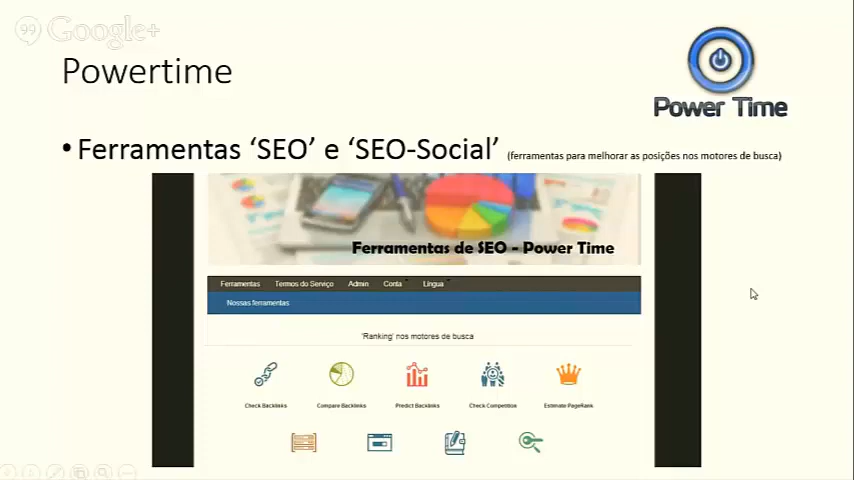 Google+
Powertime
Power Time
• Ferramentas ‘SEO’ e ‘SEO-Social’ (ferramentas para melhorar as posições nos motores de busca)
Ferramentas de SEO - Power Time
Ferramentas Termos do Serviço Admin Conta Língua
Nossas ferramentas
'Ranking' nos motores de busca
Check Backlinks Compare Backlinks Predict Backlinks Check Competition Estimate PageRank